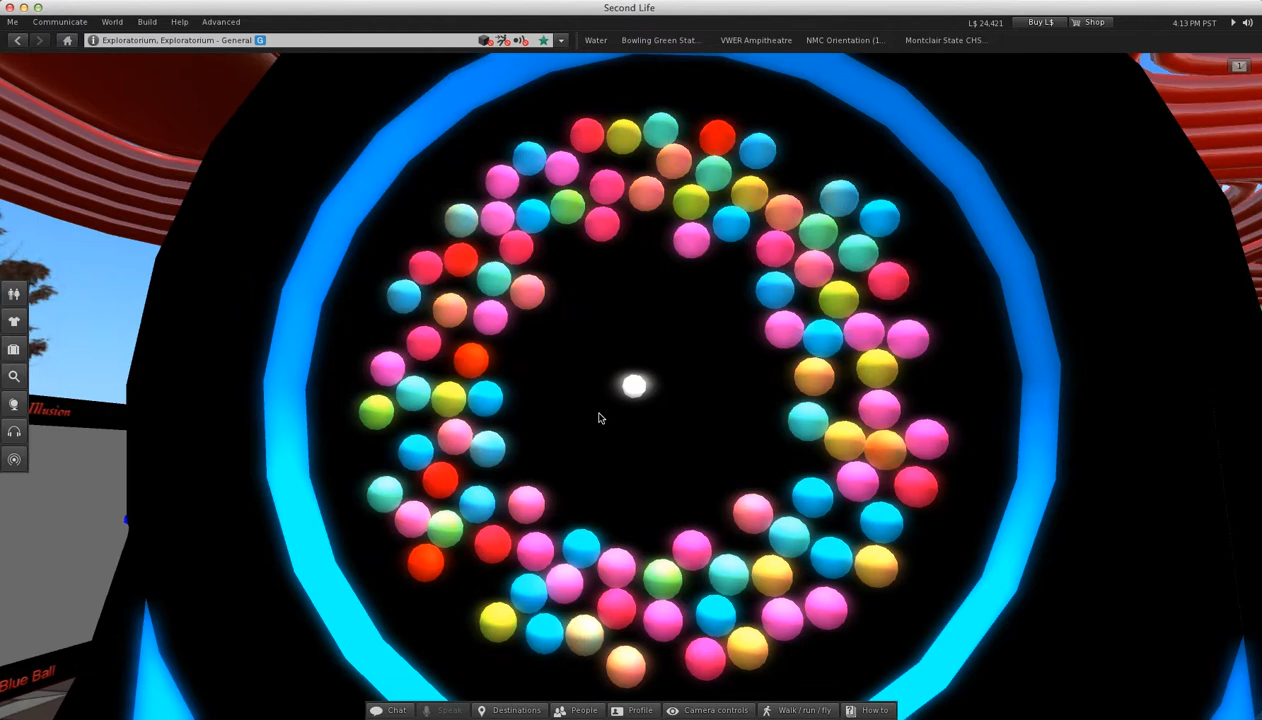 Second Life
Me Communicate World Build Help Advanced L$ 24,421 Buy L$ Shop 4:13 PM PST
Exploratorium, Exploratorium - General G Water Bowling Green Stat... VWER Ampitheatre NMC Orientation (1... Montclair State CHS...
1
Illusion
Blue Ball
Chat Speak Destinations People Profile Camera controls Walk / run / fly How to